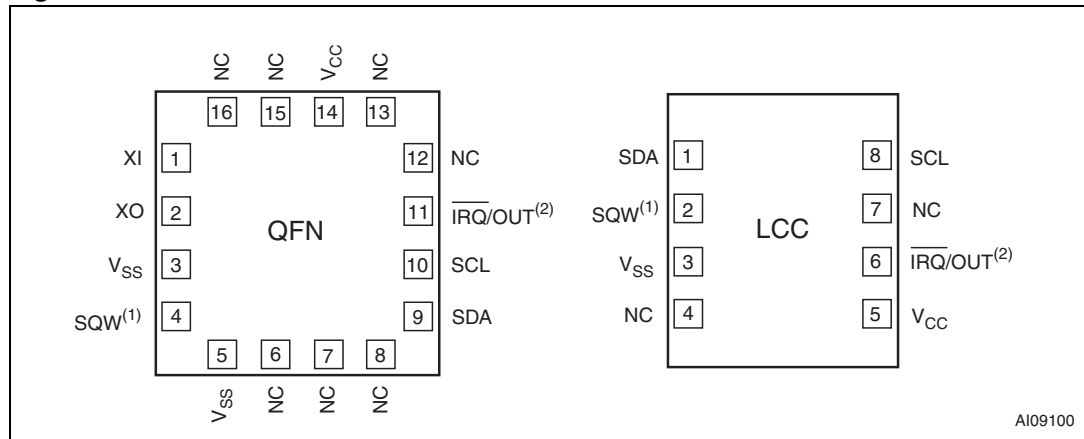 NC NC VCC NC
16 15 14 13
XI 1
XO 2
VSS 3
SQW(1) 4
QFN
12 NC
11 I̅R̅Q̅/OUT(2)
10 SCL
9 SDA
5 6 7 8
VSS NC NC NC
SDA 1
SQW(1) 2
VSS 3
NC 4
LCC
8 SCL
7 NC
6 I̅R̅Q̅/OUT(2)
5 VCC
AI09100